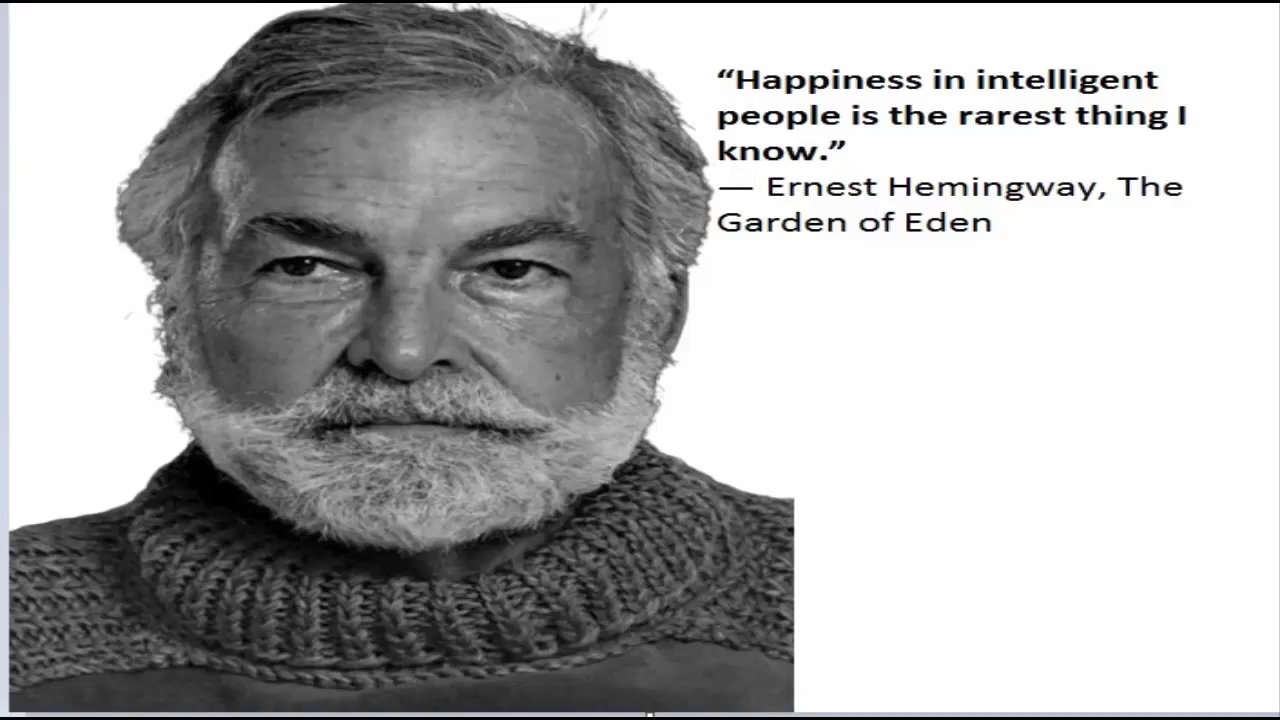 “Happiness in intelligent
people is the rarest thing I
know.”
— Ernest Hemingway, The
Garden of Eden